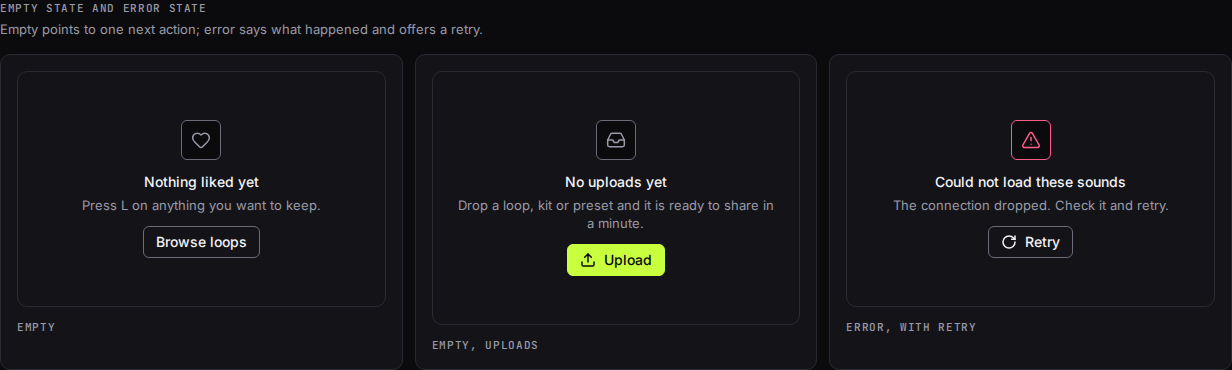 EMPTY STATE AND ERROR STATE
Empty points to one next action; error says what happened and offers a retry.
Nothing liked yet
Press L on anything you want to keep.
Browse loops
EMPTY
No uploads yet
Drop a loop, kit or preset and it is ready to share in
a minute.
Upload
EMPTY, UPLOADS
Could not load these sounds
The connection dropped. Check it and retry.
Retry
ERROR, WITH RETRY